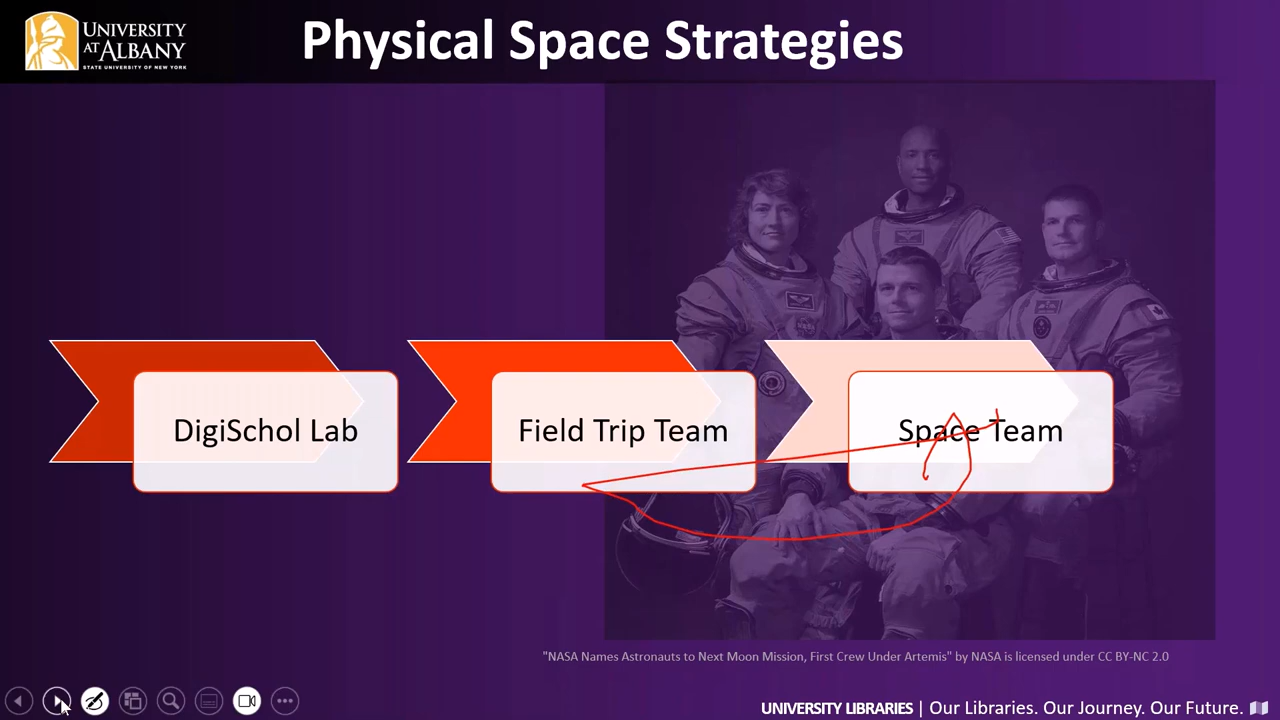 UNIVERSITY
AT ALBANY
STATE UNIVERSITY OF NEW YORK
Physical Space Strategies
DigiSchol Lab
Field Trip Team
Space Team
"NASA Names Astronauts to Next Moon Mission, First Crew Under Artemis" by NASA is licensed under CC BY-NC 2.0
UNIVERSITY LIBRARIES | Our Libraries. Our Journey. Our Future.